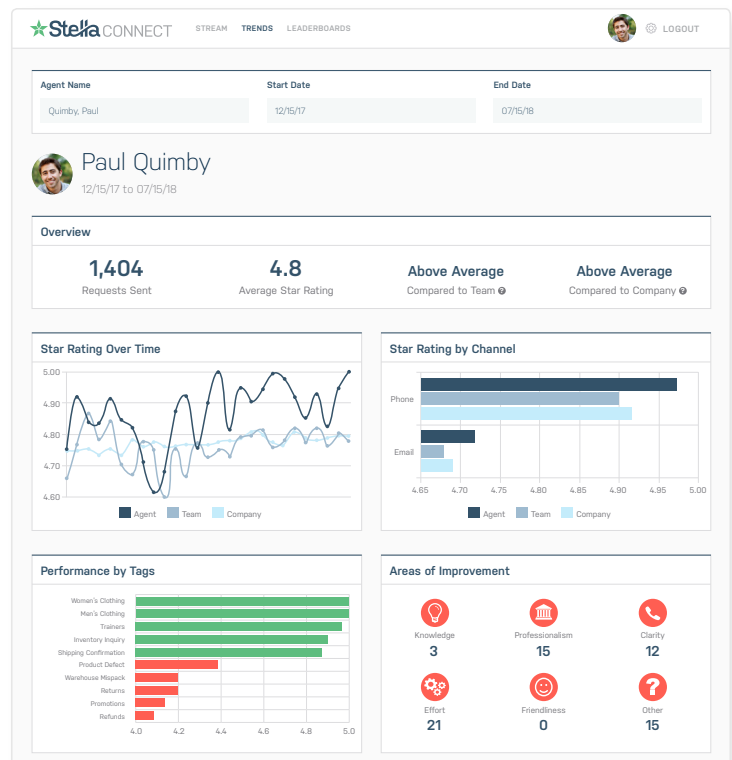 Stella CONNECT STREAM TRENDS LEADERBOARDS LOGOUT
Agent Name Start Date End Date
Quimby, Paul 12/15/17 07/15/18
Paul Quimby
12/15/17 to 07/15/18
Overview
1,404 4.8 Above Average Above Average
Requests Sent Average Star Rating Compared to Team ? Compared to Company ?
Star Rating Over Time
5.00
4.90
4.80
4.70
4.60
Agent Team Company
Star Rating by Channel
Phone
Email
4.65 4.70 4.75 4.80 4.85 4.90 4.95 5.00
Agent Team Company
Performance by Tags
Women's Clothing
Men's Clothing
Trainers
Inventory Inquiry
Shipping Confirmation
Product Defect
Warehouse Mispack
Returns
Promotions
Refunds
4.0 4.2 4.4 4.6 4.8 5.0
Areas of Improvement
Knowledge Professionalism Clarity
3 15 12
?
Effort Friendliness Other
21 0 15